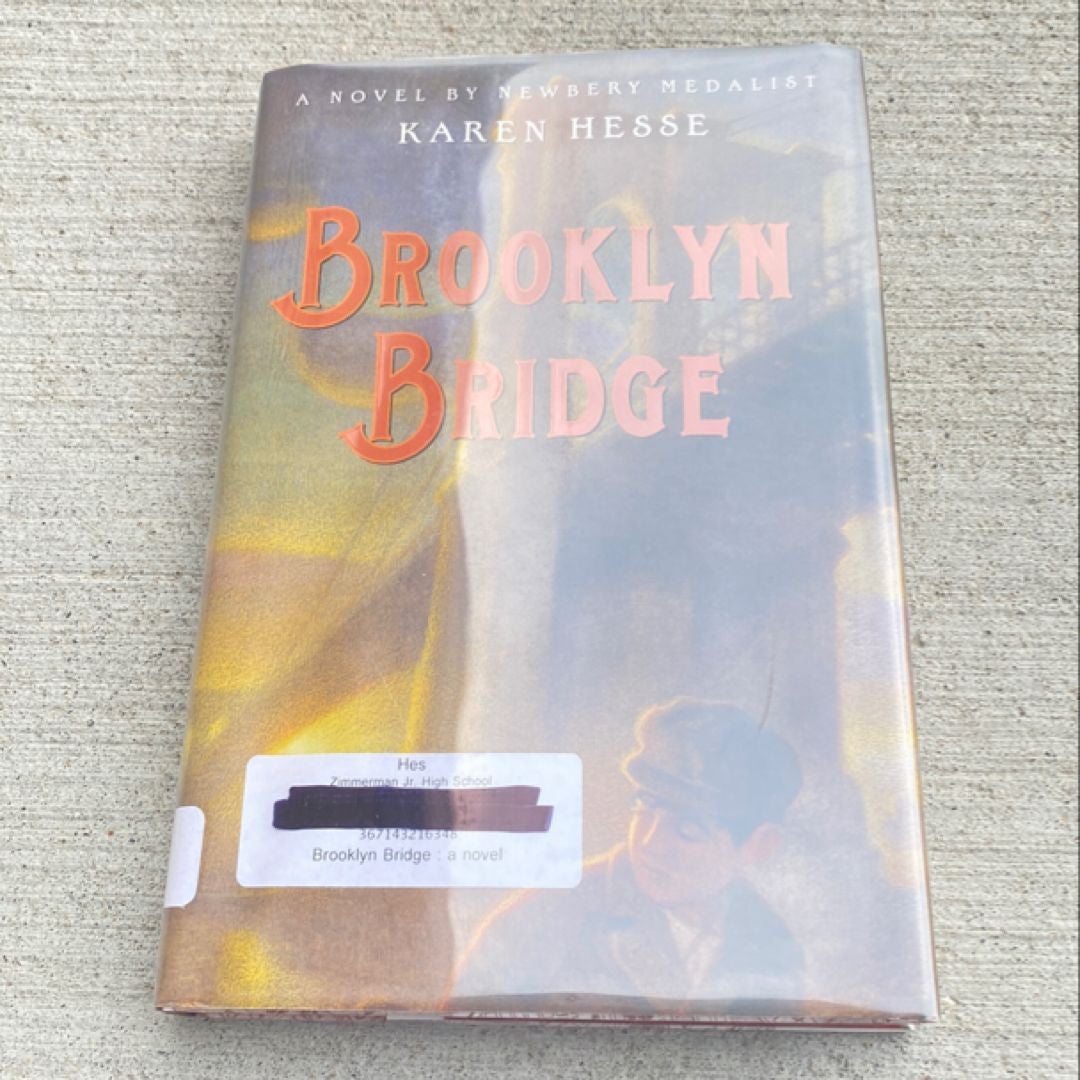 A NOVEL BY NEWBERY MEDALIST
KAREN HESSE
BROOKLYN
BRIDGE
Hes
Zimmerman Jr. High School
367143216348
Brooklyn Bridge : a novel